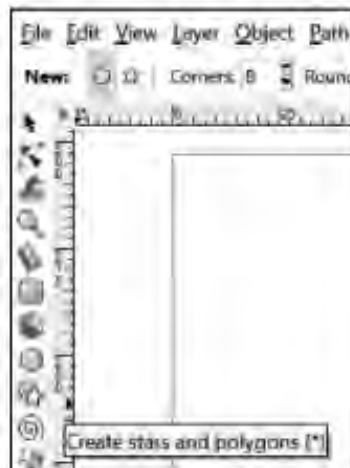 File Edit View Layer Object Path
New: Corners: 8 Round
Create stars and polygons (*)